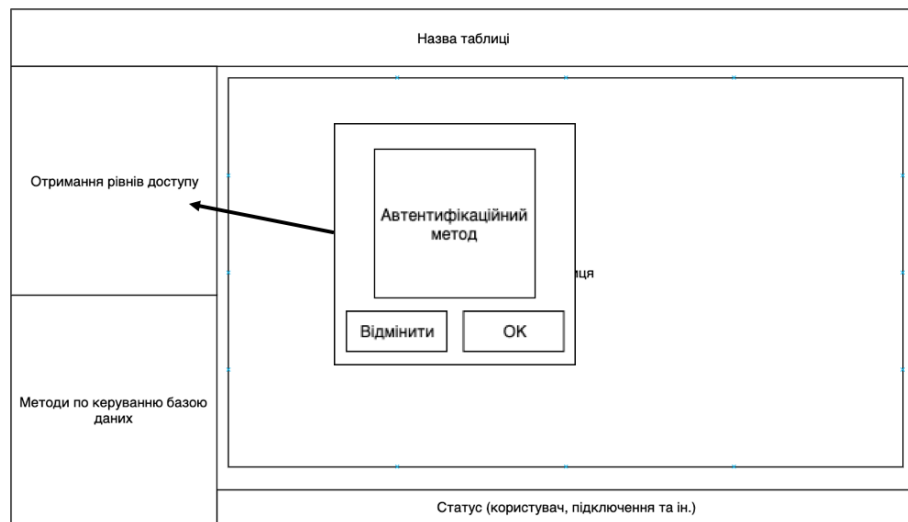 Назва таблиці
Отримання рівнів доступу
Автентифікаційний
метод
Відмінити
OK
Методи по керуванню базою
даних
Статус (користувач, підключення та ін.)